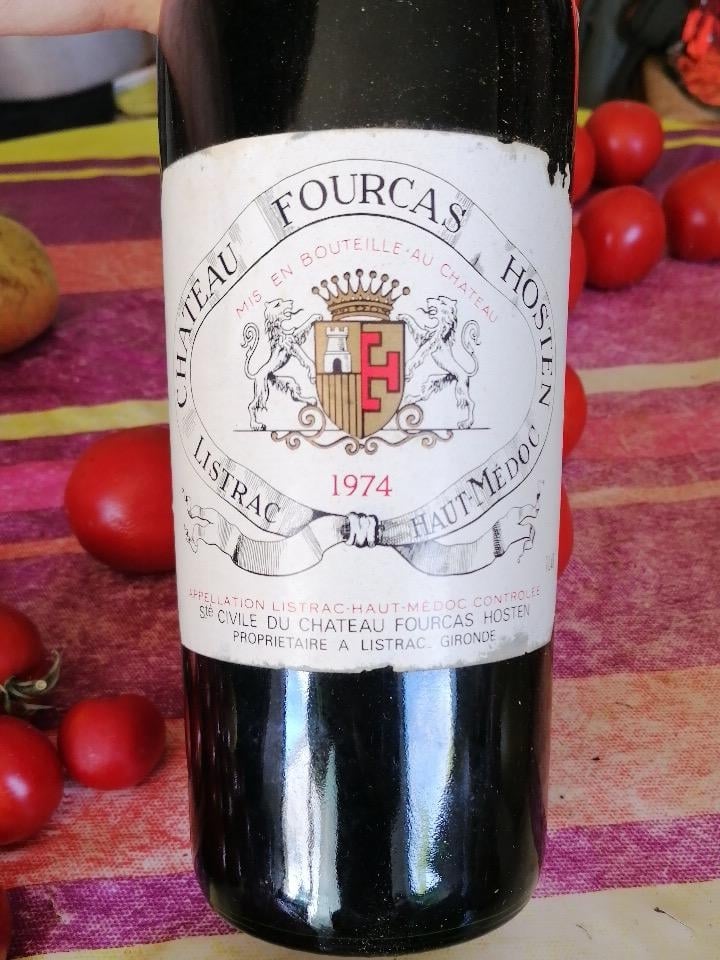 CHATEAU FOURCAS HOSTEN
MIS EN BOUTEILLE AU CHATEAU
1974
LISTRAC HAUT-MÉDOC
APPELLATION LISTRAC-HAUT-MÉDOC CONTROLÉE
Sté CIVILE DU CHATEAU FOURCAS HOSTEN
PROPRIETAIRE A LISTRAC_ GIRONDE